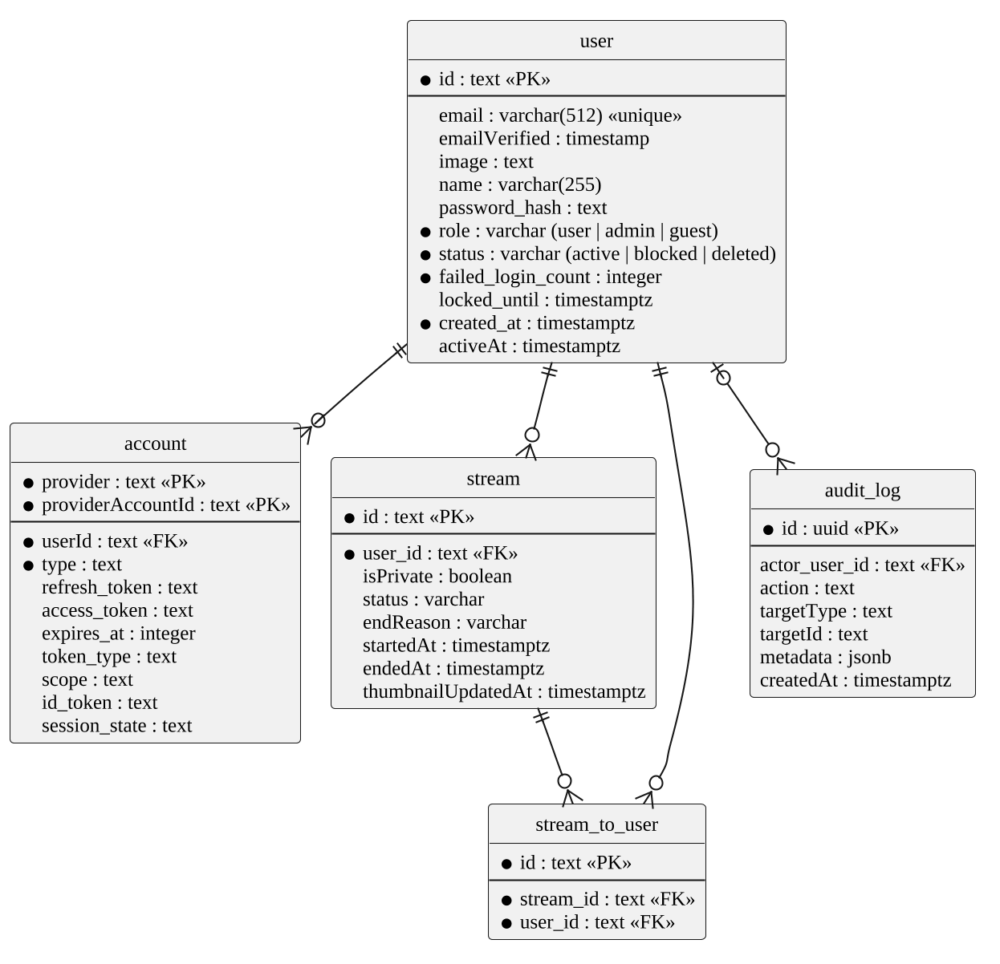 user
id : text «PK»
email : varchar(512) «unique»
emailVerified : timestamp
image : text
name : varchar(255)
password_hash : text
role : varchar (user | admin | guest)
status : varchar (active | blocked | deleted)
failed_login_count : integer
locked_until : timestamptz
created_at : timestamptz
activeAt : timestamptz
account
provider : text «PK»
providerAccountId : text «PK»
userId : text «FK»
type : text
refresh_token : text
access_token : text
expires_at : integer
token_type : text
scope : text
id_token : text
session_state : text
stream
id : text «PK»
user_id : text «FK»
isPrivate : boolean
status : varchar
endReason : varchar
startedAt : timestamptz
endedAt : timestamptz
thumbnailUpdatedAt : timestamptz
audit_log
id : uuid «PK»
actor_user_id : text «FK»
action : text
targetType : text
targetId : text
metadata : jsonb
createdAt : timestamptz
stream_to_user
id : text «PK»
stream_id : text «FK»
user_id : text «FK»